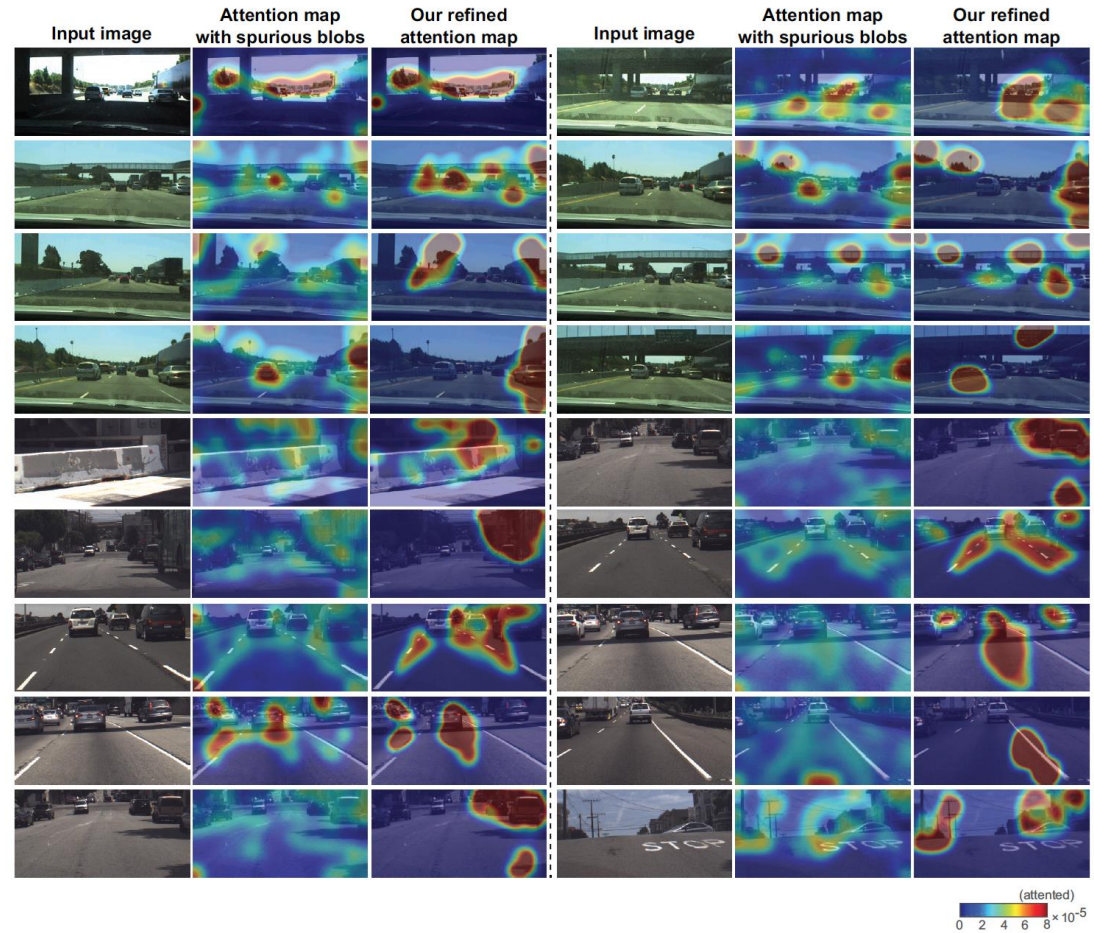 Input image
Attention map
with spurious blobs
Our refined
attention map
Input image
Attention map
with spurious blobs
Our refined
attention map
STOP
STOP
STOP
(attented)
0 2 4 6 8 × 10-5